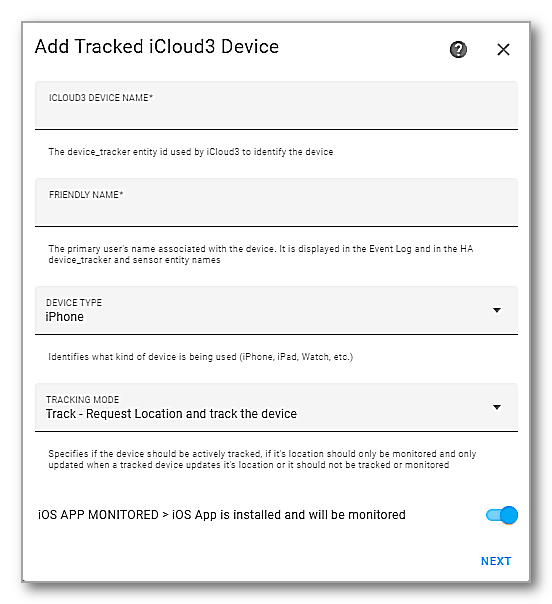 Add Tracked iCloud3 Device
ICLOUD3 DEVICE NAME*
The device_tracker entity id used by iCloud3 to identify the device
FRIENDLY NAME*
The primary user's name associated with the device. It is displayed in the Event Log and in the HA
device_tracker and sensor entity names
DEVICE TYPE
iPhone
Identifies what kind of device is being used (iPhone, iPad, Watch, etc.)
TRACKING MODE
Track - Request Location and track the device
Specifies if the device should be actively tracked, if it's location should only be monitored and only
updated when a tracked device updates it's location or it should not be tracked or monitored
iOS APP MONITORED > iOS App is installed and will be monitored
NEXT